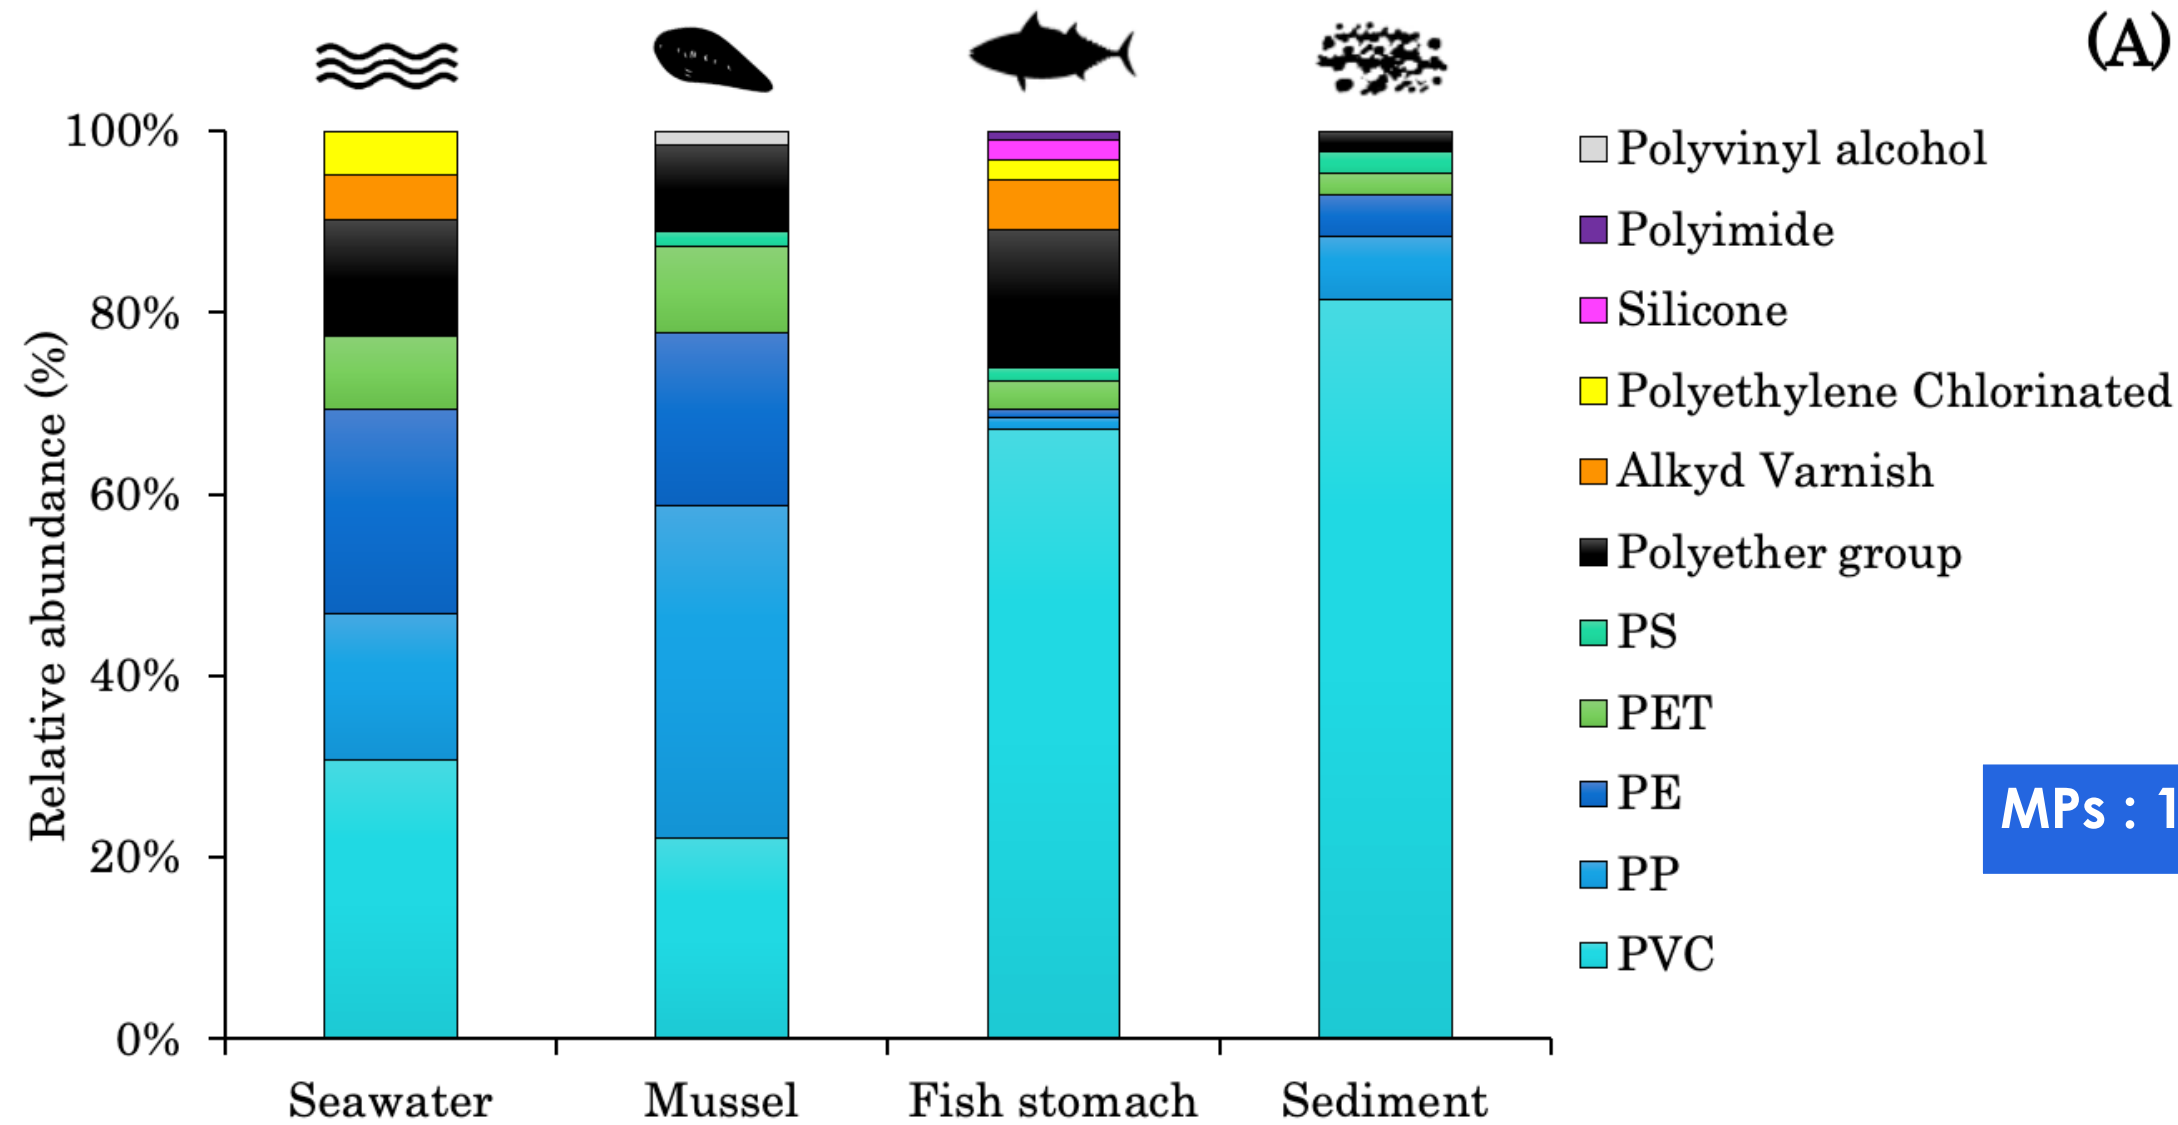 (A)
100%
80%
60%
40%
20%
0%
Relative abundance (%)
Seawater
Mussel
Fish stomach
Sediment
Polyvinyl alcohol
Polyimide
Silicone
Polyethylene Chlorinated
Alkyd Varnish
Polyether group
PS
PET
PE
PP
PVC
MPs : 1